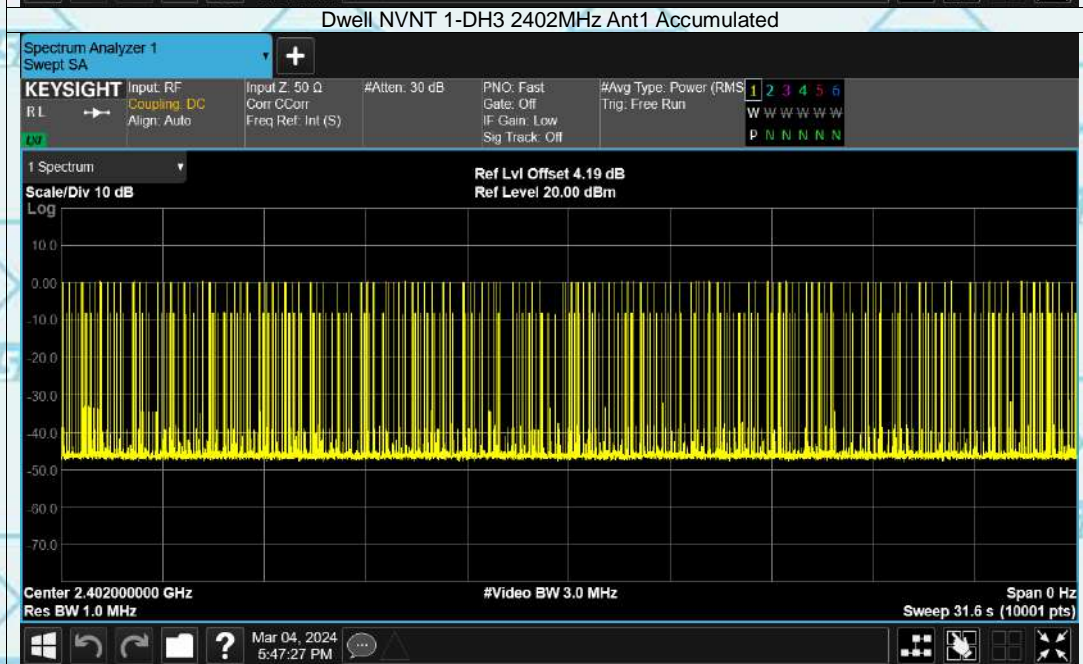 Dwell NVNT 1-DH3 2402MHz Ant1 Accumulated
Spectrum Analyzer 1
Swept SA
+
KEYSIGHT
R L
LXI
Input: RF
Coupling: DC
Align: Auto
Input Z: 50 Ω
Corr CCorr
Freq Ref: Int (S)
#Atten: 30 dB
PNO: Fast
Gate: Off
IF Gain: Low
Sig Track: Off
#Avg Type: Power (RMS
Trig: Free Run
1 2 3 4 5 6
W W W W W W
P N N N N N
1 Spectrum
Scale/Div 10 dB
Ref Lvl Offset 4.19 dB
Ref Level 20.00 dBm
Log
10.0
0.00
-10.0
-20.0
-30.0
-40.0
-50.0
-60.0
-70.0
Center 2.402000000 GHz
#Video BW 3.0 MHz
Span 0 Hz
Res BW 1.0 MHz
Sweep 31.6 s (10001 pts)
?
Mar 04, 2024
5:47:27 PM